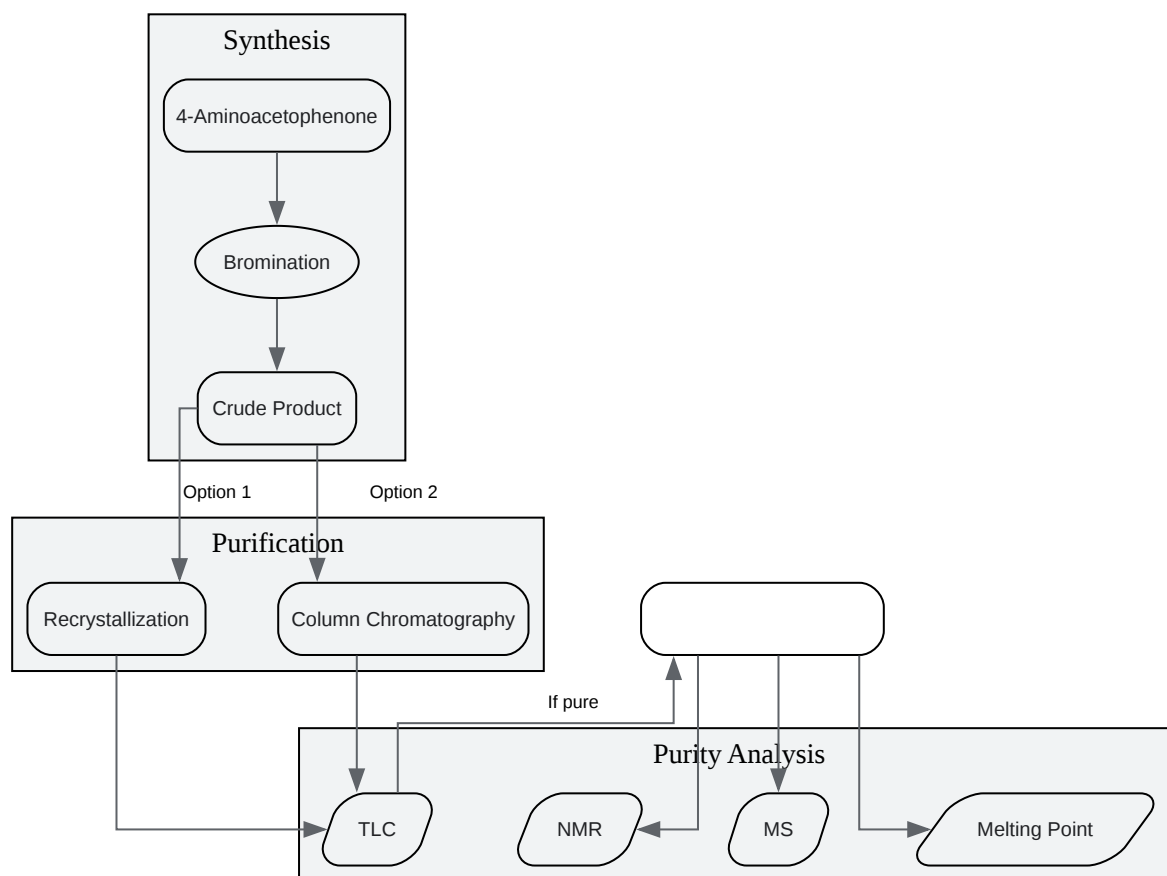 Synthesis
4-Aminoacetophenone
Bromination
Crude Product
Option 1
Option 2
Purification
Recrystallization
Column Chromatography
If pure
Purity Analysis
TLC
NMR
MS
Melting Point